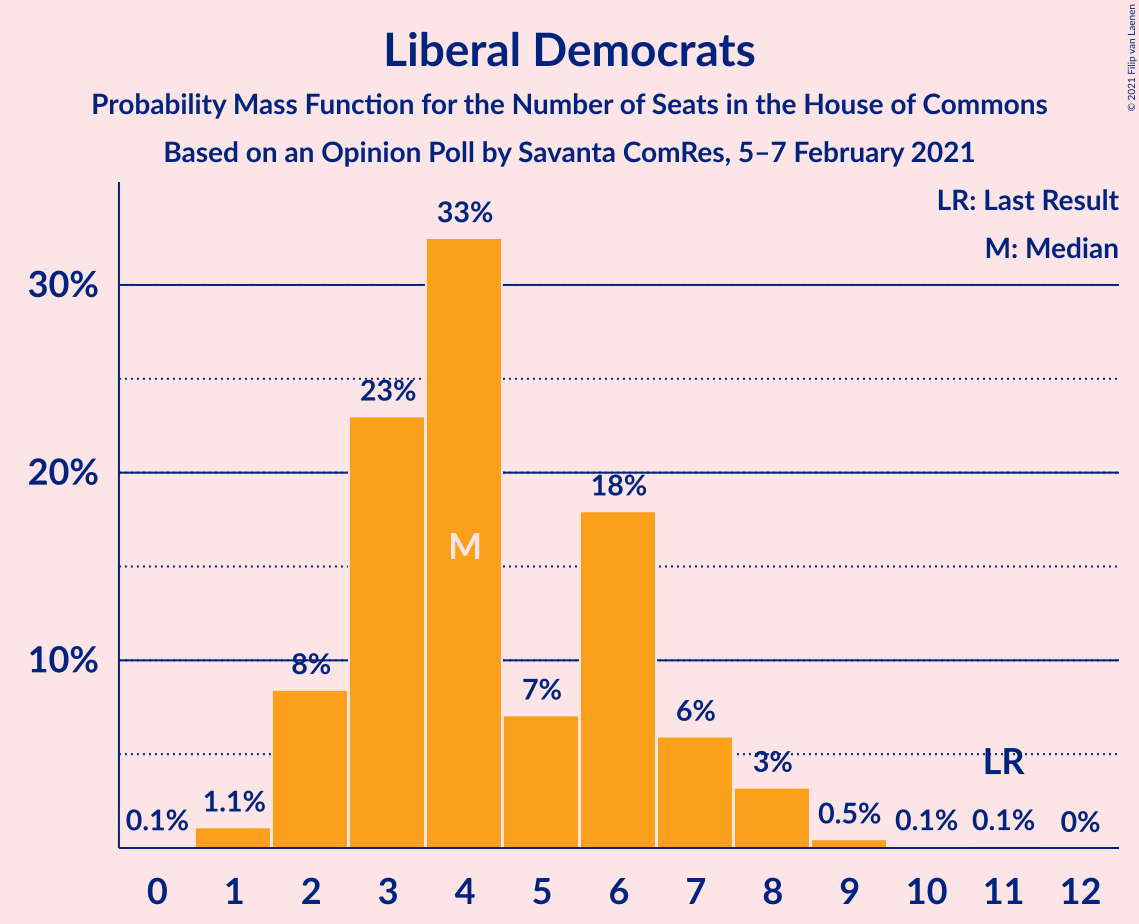 Liberal Democrats
Probability Mass Function for the Number of Seats in the House of Commons
Based on an Opinion Poll by Savanta ComRes, 5–7 February 2021
© 2021 Filip van Laenen
LR: Last Result
M: Median
30%
20%
10%
0.1%
1.1%
8%
23%
33%
M
7%
18%
6%
3%
0.5%
0.1%
LR
0.1%
0%
0 1 2 3 4 5 6 7 8 9 10 11 12